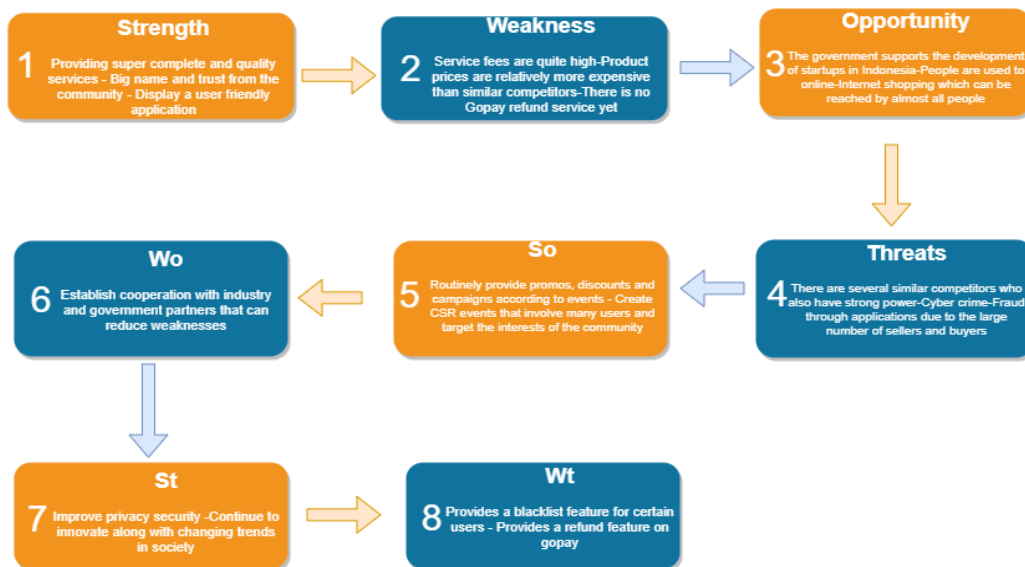 Strength
1
Providing super complete and quality
services - Big name and trust from the
community - Display a user friendly
application
Weakness
2
Service fees are quite high-Product
prices are relatively more expensive
than similar competitors-There is no
Gopay refund service yet
Opportunity
3
The government supports the development
of startups in Indonesia-People are used to
online-Internet shopping which can be
reached by almost all people
Threats
4
There are several similar competitors who
also have strong power-Cyber crime-Fraud
through applications due to the large
number of sellers and buyers
So
5
Routinely provide promos, discounts and
campaigns according to events - Create
CSR events that involve many users and
target the interests of the community
Wo
6
Establish cooperation with industry
and government partners that can
reduce weaknesses
St
7
Improve privacy security -Continue to
innovate along with changing trends
in society
Wt
8
Provides a blacklist feature for certain
users - Provides a refund feature on
gopay